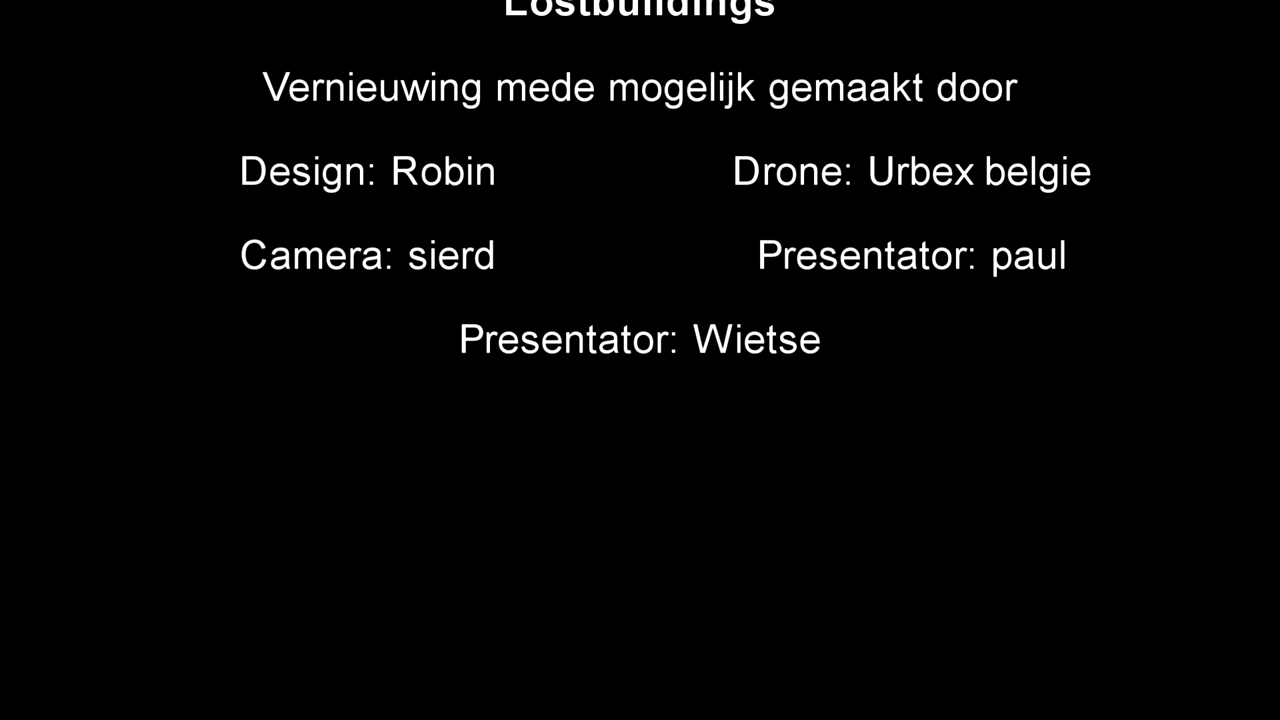 Lostbuildings
Vernieuwing mede mogelijk gemaakt door
Design: Robin Drone: Urbex belgie
Camera: sierd Presentator: paul
Presentator: Wietse